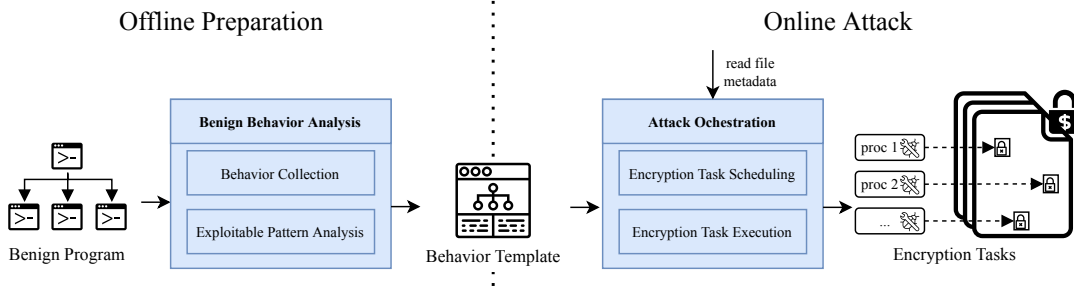 Offline Preparation
Online Attack
read file
metadata
Benign Behavior Analysis
Behavior Collection
Exploitable Pattern Analysis
Benign Program
Behavior Template
Attack Ochestration
Encryption Task Scheduling
Encryption Task Execution
proc 1
proc 2
...
$
Encryption Tasks